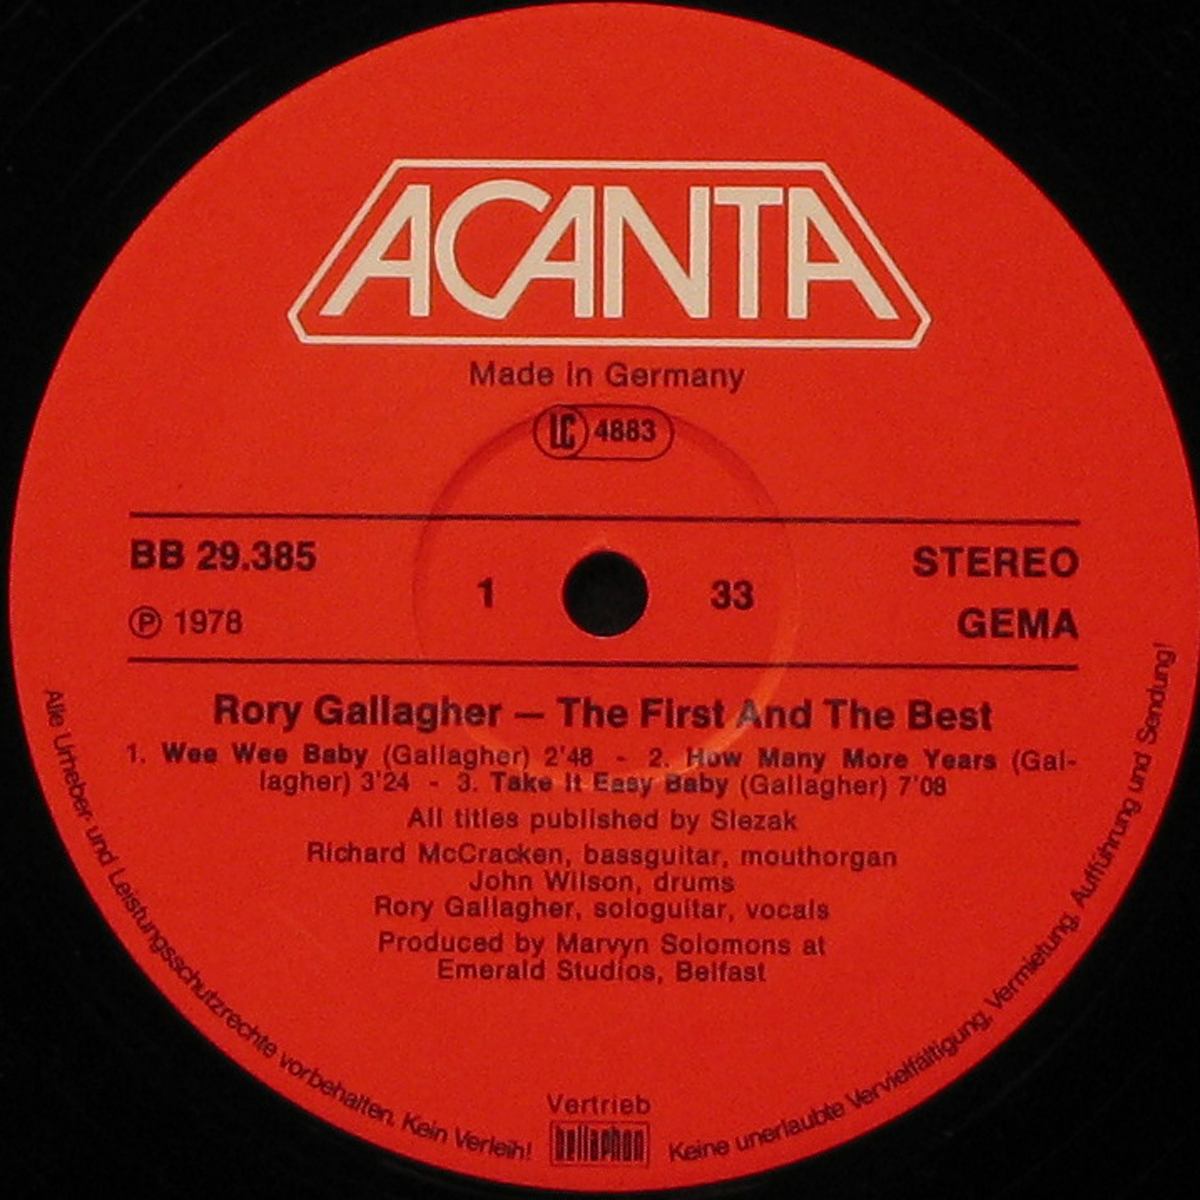 ACANTA
Made in Germany
LC 4883
BB 29.385
STEREO
1
33
℗ 1978
GEMA
Rory Gallagher — The First And The Best
1. Wee Wee Baby (Gallagher) 2'48 - 2. How Many More Years (Gal-
lagher) 3'24 - 3. Take It Easy Baby (Gallagher) 7'08
All titles published by Slezak
Richard McCracken, bassguitar, mouthorgan
John Wilson, drums
Rory Gallagher, sologuitar, vocals
Produced by Marvyn Solomons at
Emerald Studios, Belfast
Vertrieb
bellaphon
Alle Urheber- und Leistungsschutzrechte vorbehalten. Kein Verleih! Keine unerlaubte Vervielfältigung, Vermietung, Aufführung und Sendung!